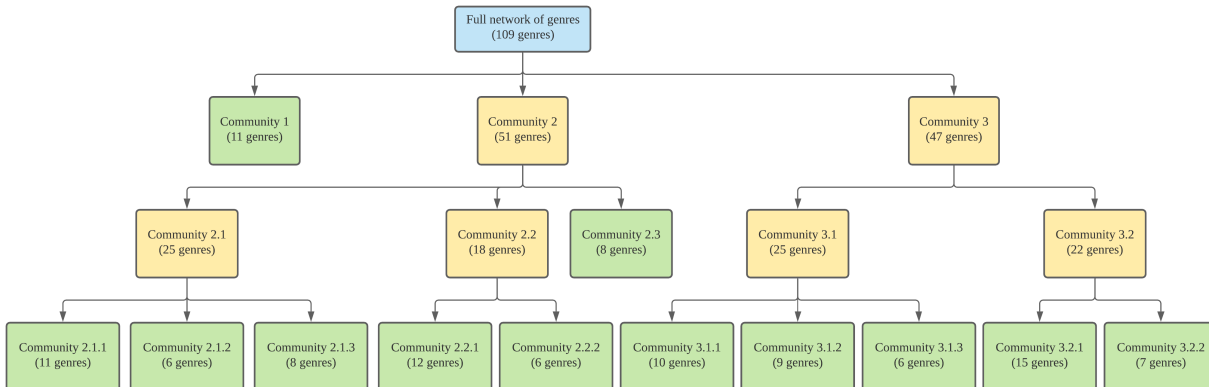 Full network of genres
(109 genres)
Community 1
(11 genres)
Community 2
(51 genres)
Community 3
(47 genres)
Community 2.1
(25 genres)
Community 2.2
(18 genres)
Community 2.3
(8 genres)
Community 3.1
(25 genres)
Community 3.2
(22 genres)
Community 2.1.1
(11 genres)
Community 2.1.2
(6 genres)
Community 2.1.3
(8 genres)
Community 2.2.1
(12 genres)
Community 2.2.2
(6 genres)
Community 3.1.1
(10 genres)
Community 3.1.2
(9 genres)
Community 3.1.3
(6 genres)
Community 3.2.1
(15 genres)
Community 3.2.2
(7 genres)